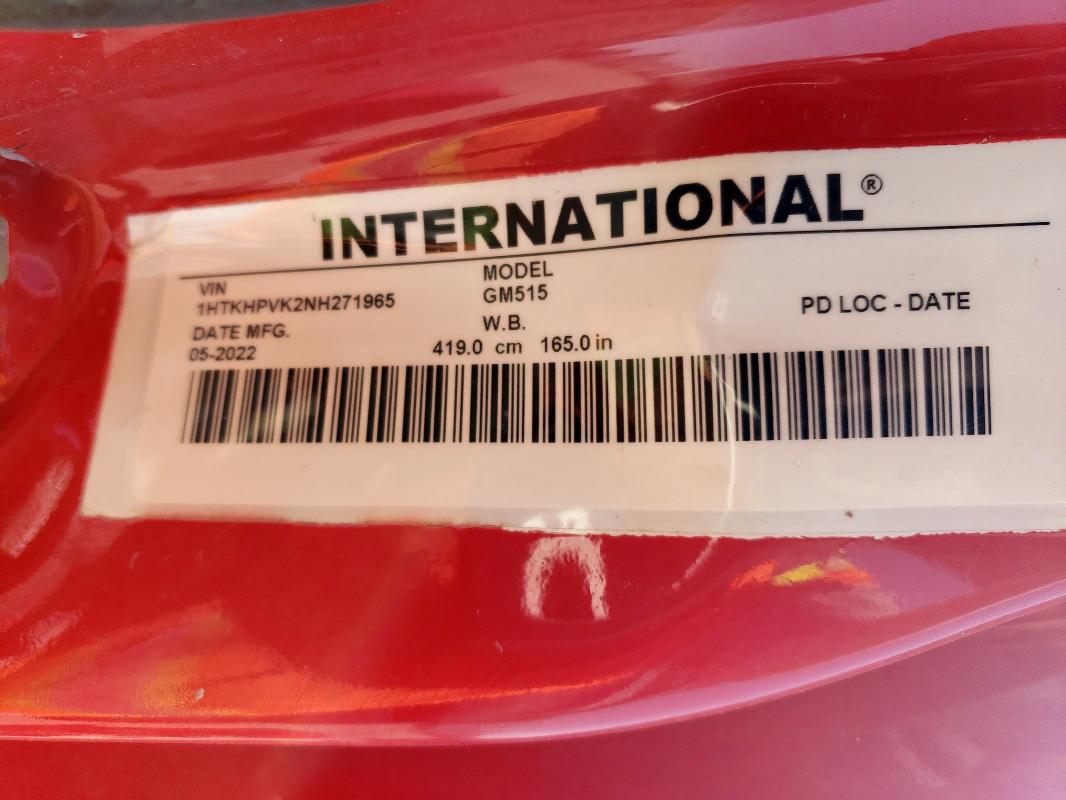 INTERNATIONAL®
VIN
1HTKHPVK2NH271965
MODEL
GM515
DATE MFG.
05-2022
W.B.
419.0 cm 165.0 in
PD LOC - DATE